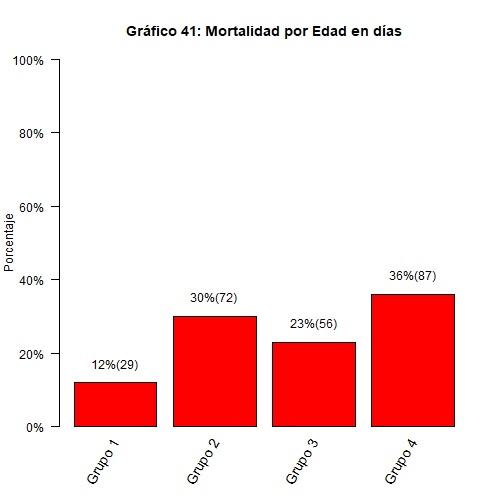 Gráfico 41: Mortalidad por Edad en días
Porcentaje
100%
80%
60%
40%
20%
0%
12%(29)
30%(72)
23%(56)
36%(87)
Grupo 1
Grupo 2
Grupo 3
Grupo 4